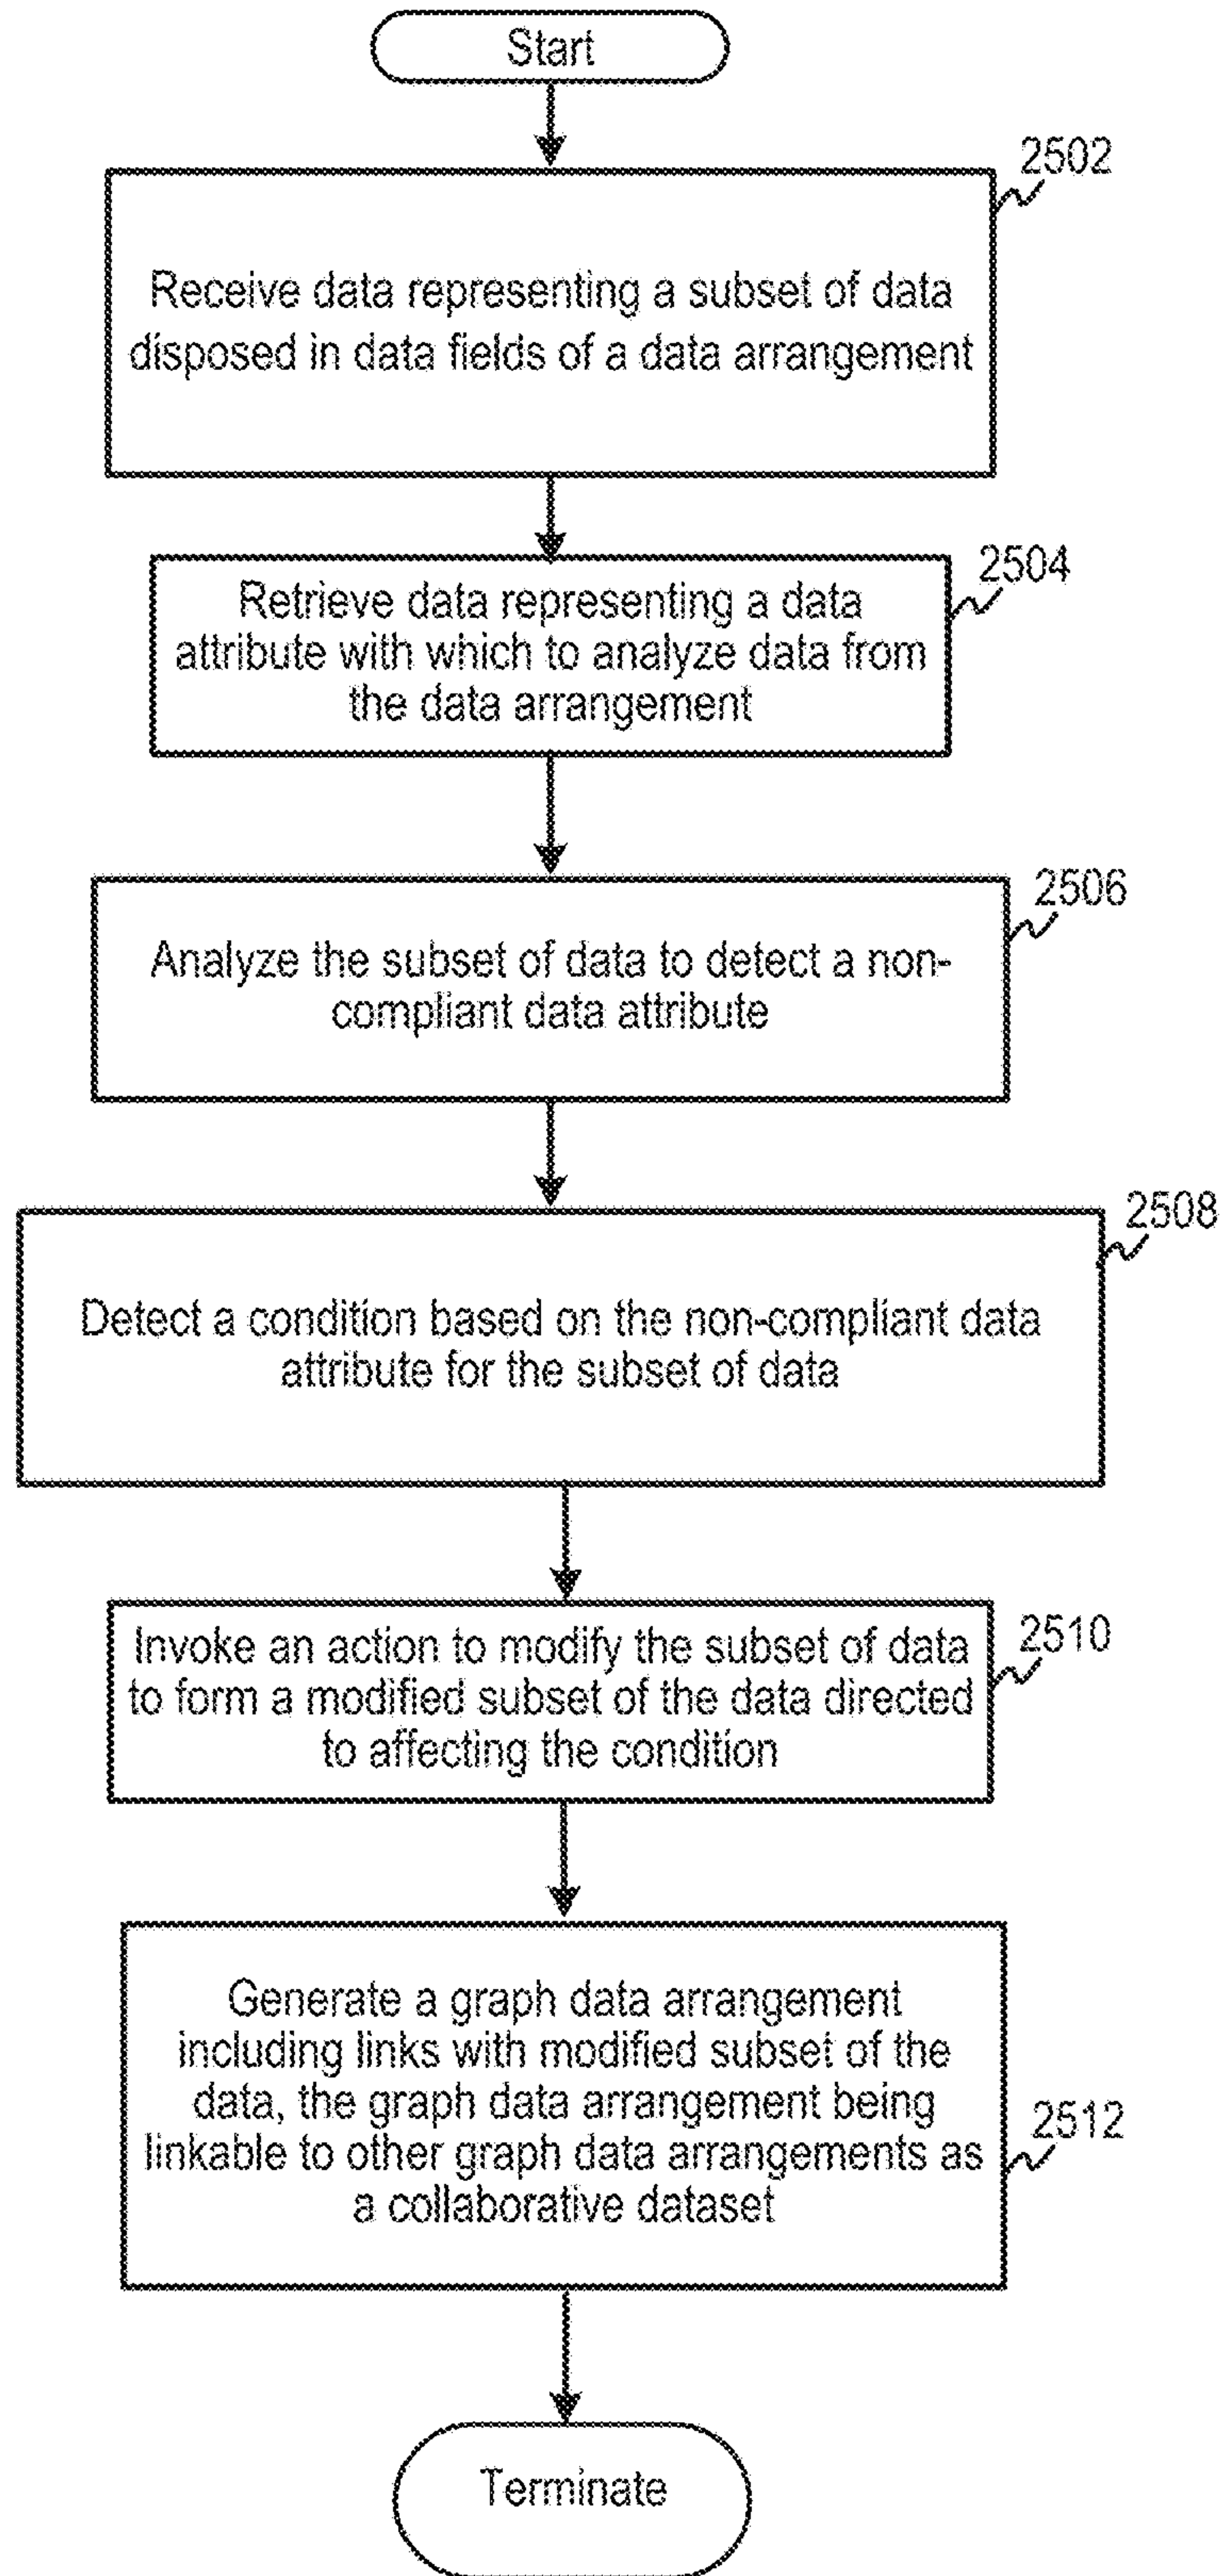 Start
2502
Receive data representing a subset of data
disposed in data fields of a data arrangement
2504
Retrieve data representing a data
attribute with which to analyze data from
the data arrangement
2506
Analyze the subset of data to detect a non-
compliant data attribute
2508
Detect a condition based on the non-compliant data
attribute for the subset of data
2510
Invoke an action to modify the subset of data
to form a modified subset of the data directed
to affecting the condition
Generate a graph data arrangement
including links with modified subset of the
data, the graph data arrangement being
linkable to other graph data arrangements as
a collaborative dataset
2512
Terminate